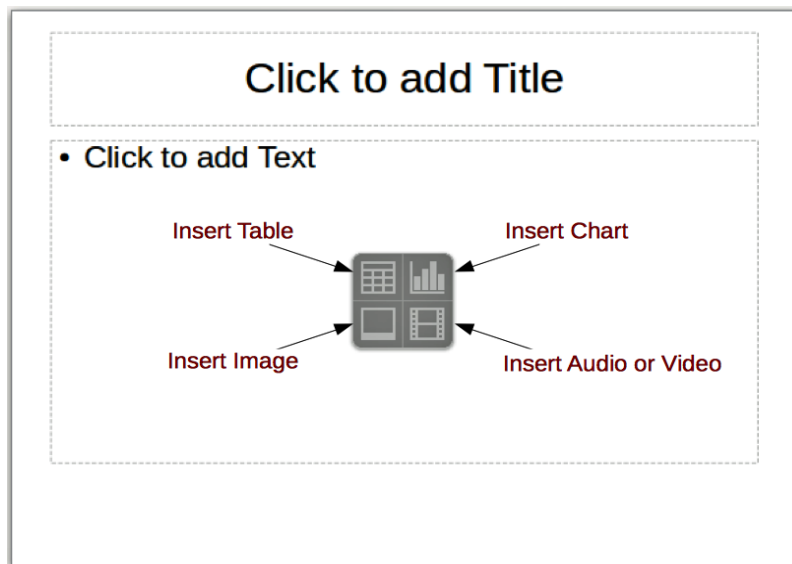 Click to add Title
• Click to add Text
Insert Table
Insert Chart
Insert Image
Insert Audio or Video